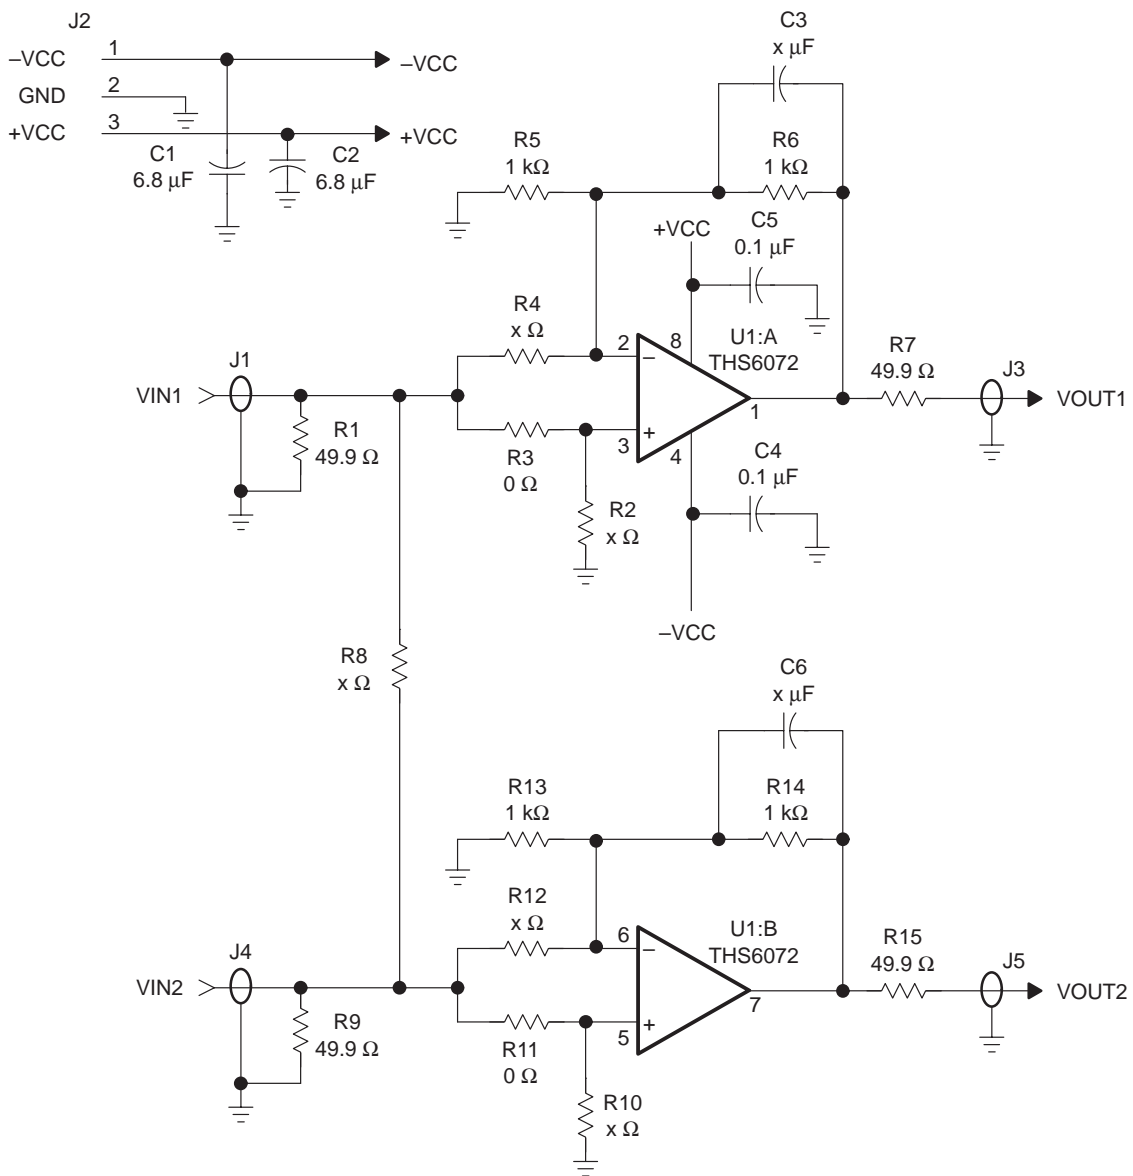 J2
–VCC 1 –VCC
GND 2
+VCC 3 +VCC
C1
6.8 µF
C2
6.8 µF
C3
x µF
R5
1 kΩ
R6
1 kΩ
+VCC
C5
0.1 µF
R4
x Ω
U1:A
THS6072
2
–
8
3
+
4
1
R7
49.9 Ω
J3
VOUT1
VIN1
J1
R1
49.9 Ω
R3
0 Ω
R2
x Ω
C4
0.1 µF
–VCC
R8
x Ω
C6
x µF
R13
1 kΩ
R14
1 kΩ
R12
x Ω
U1:B
THS6072
6
–
5
+
7
R15
49.9 Ω
J5
VOUT2
VIN2
J4
R9
49.9 Ω
R11
0 Ω
R10
x Ω